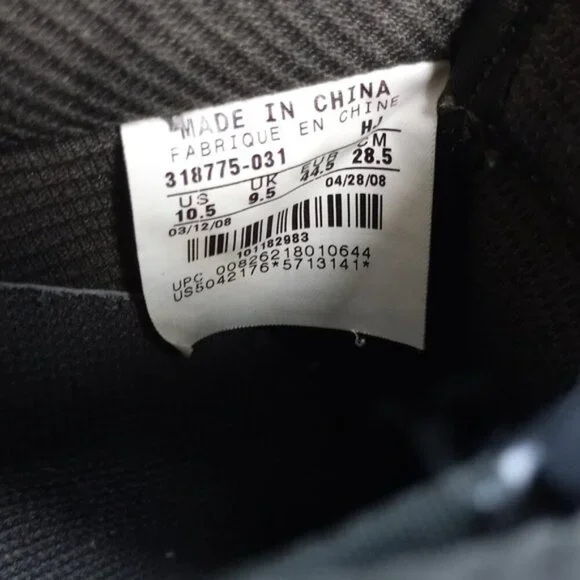 MADE IN CHINA
FABRIQUE EN CHINE
318775-031 HJ
US UK EUR CM
10.5 9.5 44.5 28.5
03/12/08 04/28/08
101182983
UPC 00826218010644
US5042176*5713141*